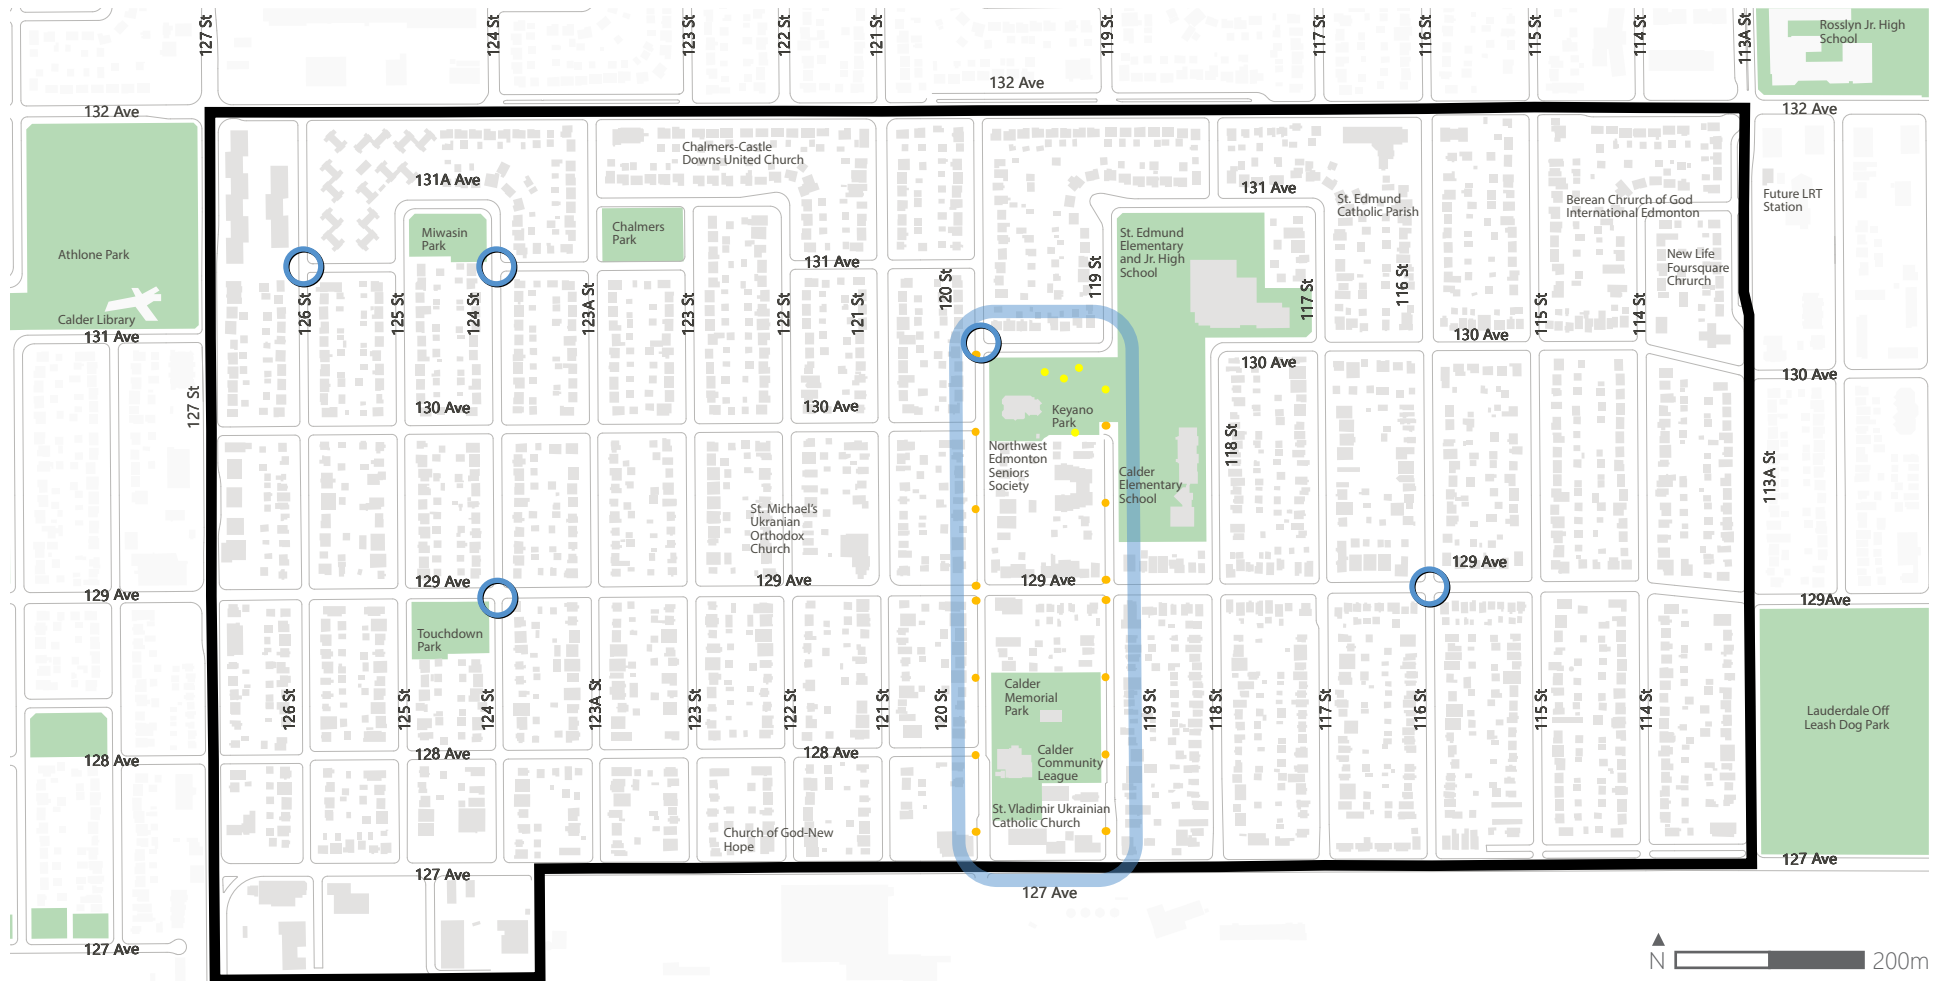 127 St
124 St
123 St
122 St
121 St
119 St
117 St
116 St
115 St
114 St
113A St
Rosslyn Jr. High
School
132 Ave
132 Ave
132 Ave
Chalmers-Castle
Downs United Church
131A Ave
131 Ave
St. Edmund
Catholic Parish
Berean Church of God
International Edmonton
Future LRT
Station
Miwasin
Park
Chalmers
Park
St. Edmund
Elementary
and Jr. High
School
Athlone Park
131 Ave
New Life
Foursquare
Chrurch
Calder Library
131 Ave
126 St
125 St
124 St
123A St
123 St
122 St
121 St
120 St
119 St
117 St
116 St
115 St
114 St
130 Ave
130 Ave
130 Ave
127 St
130 Ave
130 Ave
Keyano
Park
118 St
Northwest
Edmonton
Seniors
Society
Calder
Elementary
School
113A St
St. Michael's
Ukranian
Orthodox
Church
129 Ave
129 Ave
129 Ave
129 Ave
129 Ave
129Ave
Touchdown
Park
126 St
125 St
124 St
123A St
123 St
122 St
121 St
120 St
119 St
118 St
117 St
116 St
115 St
114 St
Calder
Memorial
Park
Lauderdale Off
Leash Dog Park
128 Ave
128 Ave
128 Ave
Calder
Community
League
St. Vladimir Ukrainian
Catholic Church
Church of God-New
Hope
127 Ave
127 Ave
127 Ave
127 Ave
N
200m